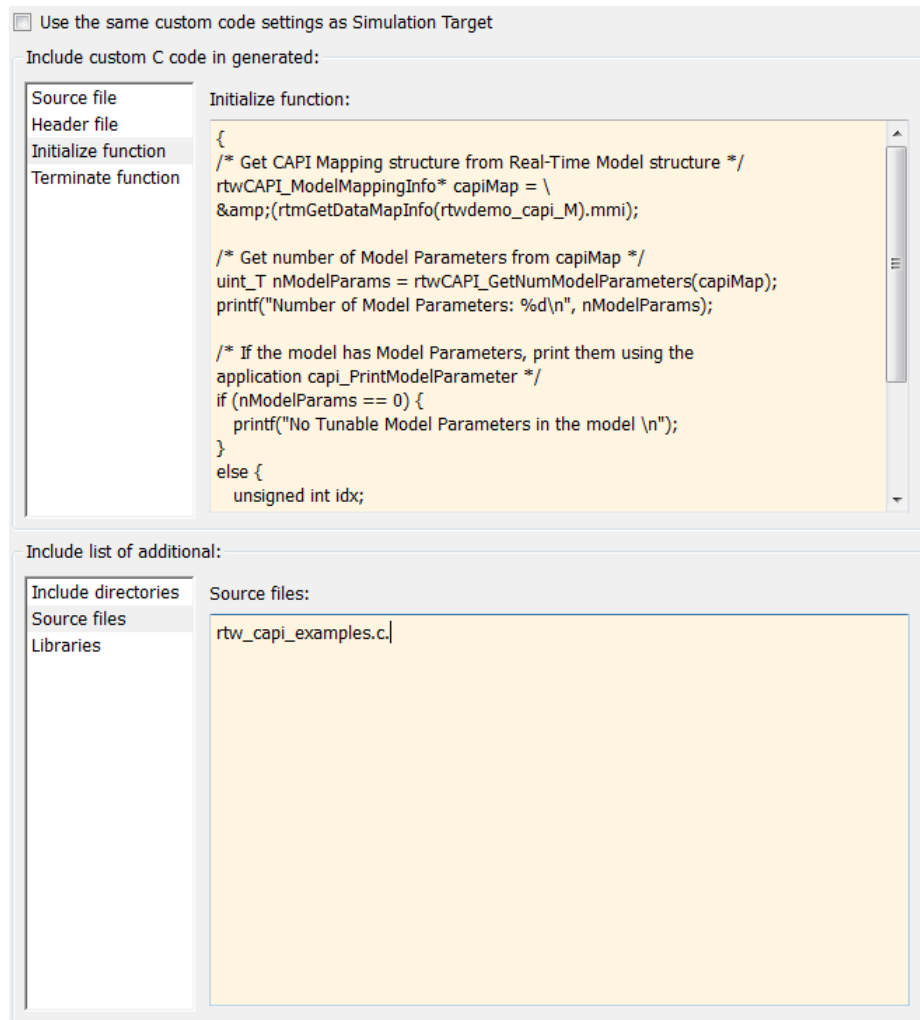 Use the same custom code settings as Simulation Target
Include custom C code in generated:
Source file
Header file
Initialize function
Terminate function
Initialize function:
{
/* Get CAPI Mapping structure from Real-Time Model structure */
rtwCAPI_ModelMappingInfo* capiMap = \
&amp;(rtmGetDataMapInfo(rtwdemo_capi_M).mmi);
/* Get number of Model Parameters from capiMap */
uint_T nModelParams = rtwCAPI_GetNumModelParameters(capiMap);
printf("Number of Model Parameters: %d\n", nModelParams);
/* If the model has Model Parameters, print them using the
application capi_PrintModelParameter */
if (nModelParams == 0) {
printf("No Tunable Model Parameters in the model \n");
}
else {
unsigned int idx;
Include list of additional:
Include directories
Source files
Libraries
Source files:
rtw_capi_examples.c.